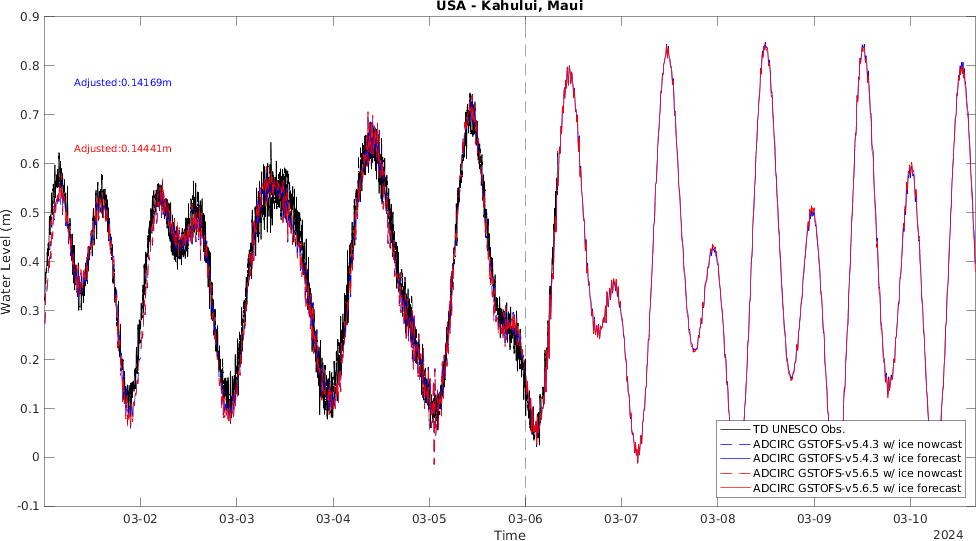 USA - Kahului, Maui
0.9
0.8
0.7
0.6
0.5
0.4
0.3
0.2
0.1
0
-0.1
Water Level (m)
Adjusted:0.14169m
Adjusted:0.14441m
TD UNESCO Obs.
ADCIRC GSTOFS-v5.4.3 w/ ice nowcast
ADCIRC GSTOFS-v5.4.3 w/ ice forecast
ADCIRC GSTOFS-v5.6.5 w/ ice nowcast
ADCIRC GSTOFS-v5.6.5 w/ ice forecast
03-02 03-03 03-04 03-05 03-06 03-07 03-08 03-09 03-10
Time
2024